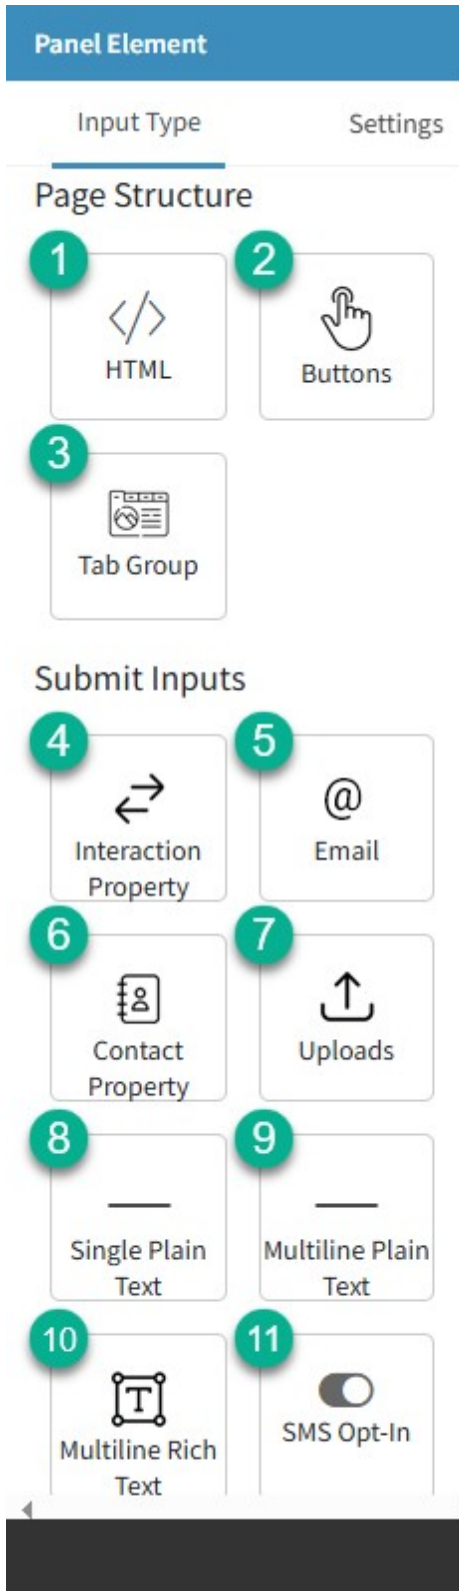 Panel Element
Input Type Settings
Page Structure
1 2
</> 
HTML Buttons
3
Tab Group
Submit Inputs
4 5
@
Interaction Email
Property
6 7
Contact Uploads
Property
8 9
Single Plain Multiline Plain
Text Text
10 11
T
Multiline Rich SMS Opt-In
Text